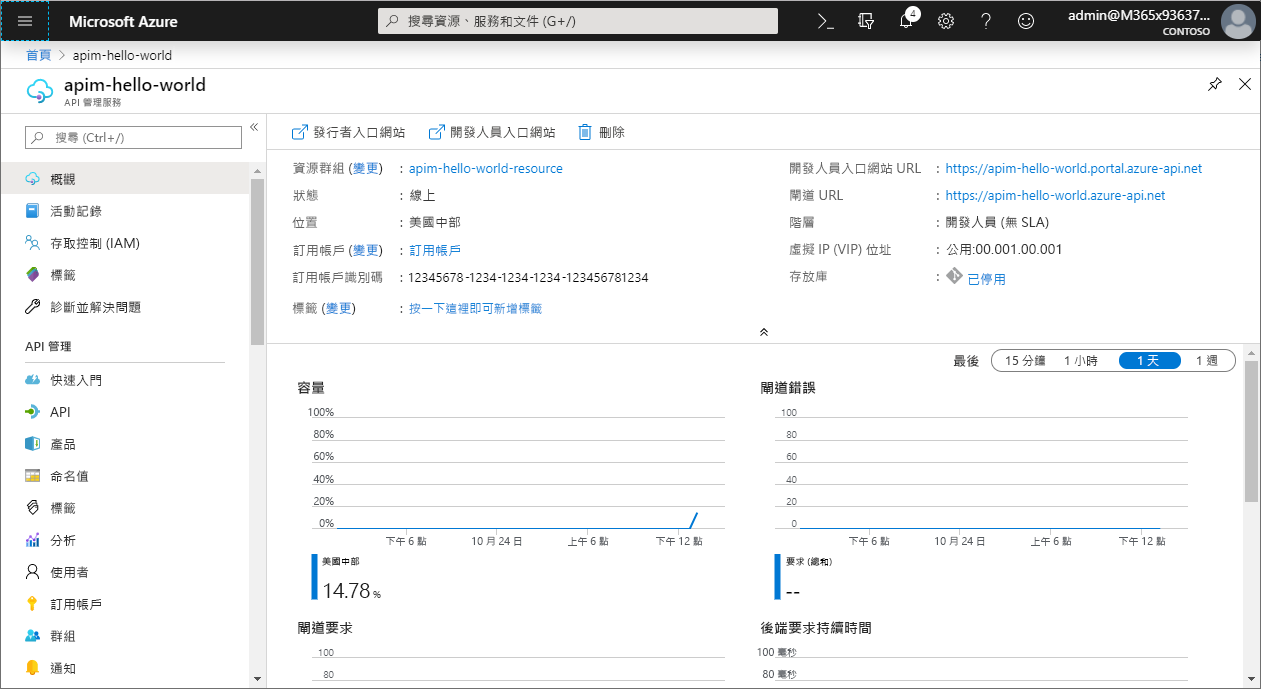 Microsoft Azure
搜尋資源、服務和文件 (G+/)
4
admin@M365x93637...
CONTOSO
首頁 > apim-hello-world
apim-hello-world
API 管理服務
搜尋 (Ctrl+/)
概觀
活動記錄
存取控制 (IAM)
標籤
診斷並解決問題
API 管理
快速入門
API
產品
命名值
標籤
分析
使用者
訂用帳戶
群組
通知
發行者入口網站
開發人員入口網站
刪除
資源群組 (變更) : apim-hello-world-resource
狀態 : 線上
位置 : 美國中部
訂用帳戶 (變更) : 訂用帳戶
訂用帳戶識別碼 : 12345678-1234-1234-1234-123456781234
標籤 (變更) : 按一下這裡即可新增標籤
開發人員入口網站 URL : https://apim-hello-world.portal.azure-api.net
閘道 URL : https://apim-hello-world.azure-api.net
階層 : 開發人員 (無 SLA)
虛擬 IP (VIP) 位址 : 公用:00.001.00.001
存放庫 : 已停用
最後 15 分鐘 1 小時 1 天 1 週
容量
100%
80%
60%
40%
20%
0%
下午 6 點 10 月 24 日 上午 6 點 下午 12 點
美國中部
14.78 %
閘道錯誤
100
80
60
40
20
0
下午 6 點 10 月 24 日 上午 6 點 下午 12 點
要求 (總和)
--
閘道要求
100
80
後端要求持續時間
100 毫秒
80 毫秒